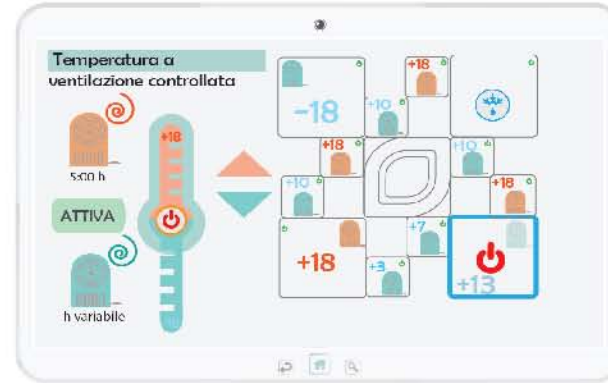 Temperatura a
ventilazione controllata
+18
5:00 h
ATTIVA
h variabile
-18
+10
+18
+18
+10
+10
+18
+18
+7
+3
+13